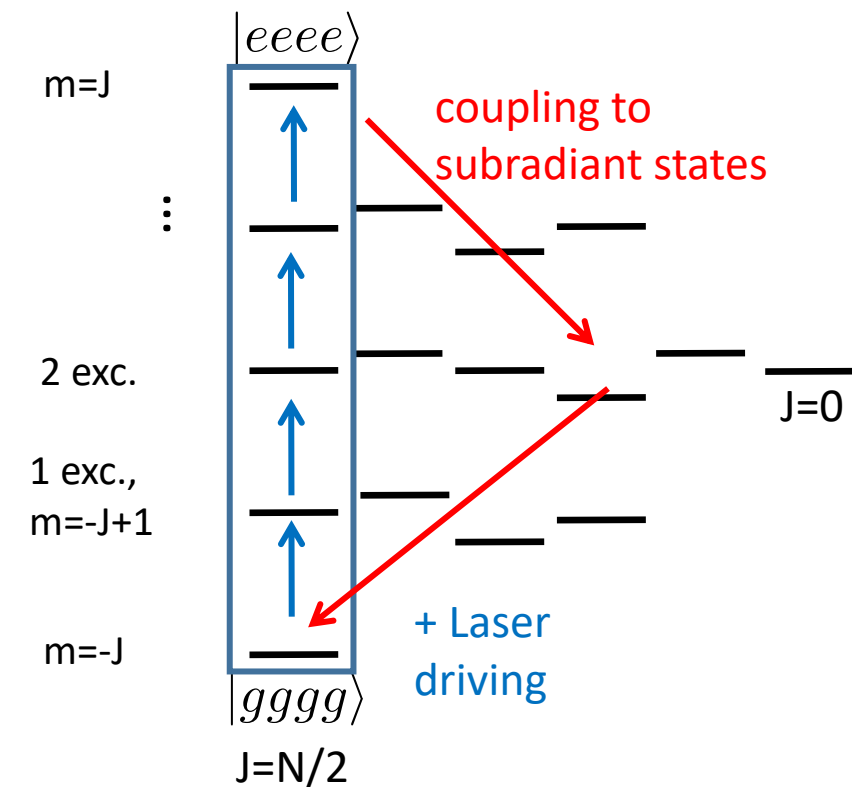 |eeee⟩
m=J
coupling to
subradiant states
⋮
2 exc.
J=0
1 exc.,
m=-J+1
+ Laser
driving
m=-J
|gggg⟩
J=N/2